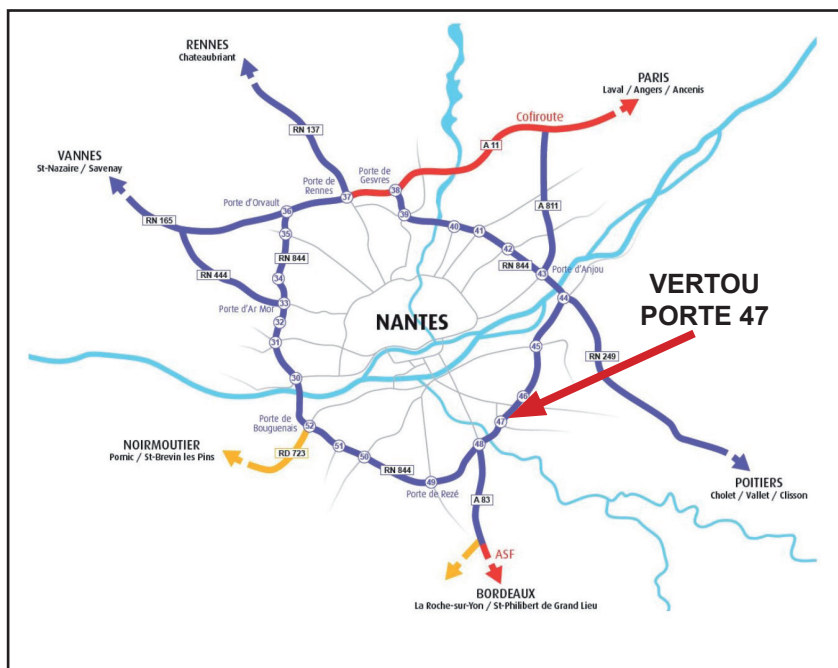 RENNES
Chateaubriant
PARIS
Laval / Angers / Ancenis
Cofiroute
RN 137
A 11
VANNES
St-Nazaire / Savenay
Porte de
Rennes
Porte de
Gesvres
37
38
Porte d'Orvault
36
39
A 811
RN 165
35
40
41
42
RN 844
RN 844
RN 444
34
43
Porte d'Anjou
Porte d'Ar Mor
33
44
VERTOU
PORTE 47
32
NANTES
31
45
RN 249
30
46
47
Porte de
Bouguenais
52
NOIRMOUTIER
Pornic / St-Brevin les Pins
RD 723
51
50
48
RN 844
49
Porte de Rezé
A 83
POITIERS
Cholet / Vallet / Clisson
ASF
BORDEAUX
La Roche-sur-Yon / St-Philibert de Grand Lieu